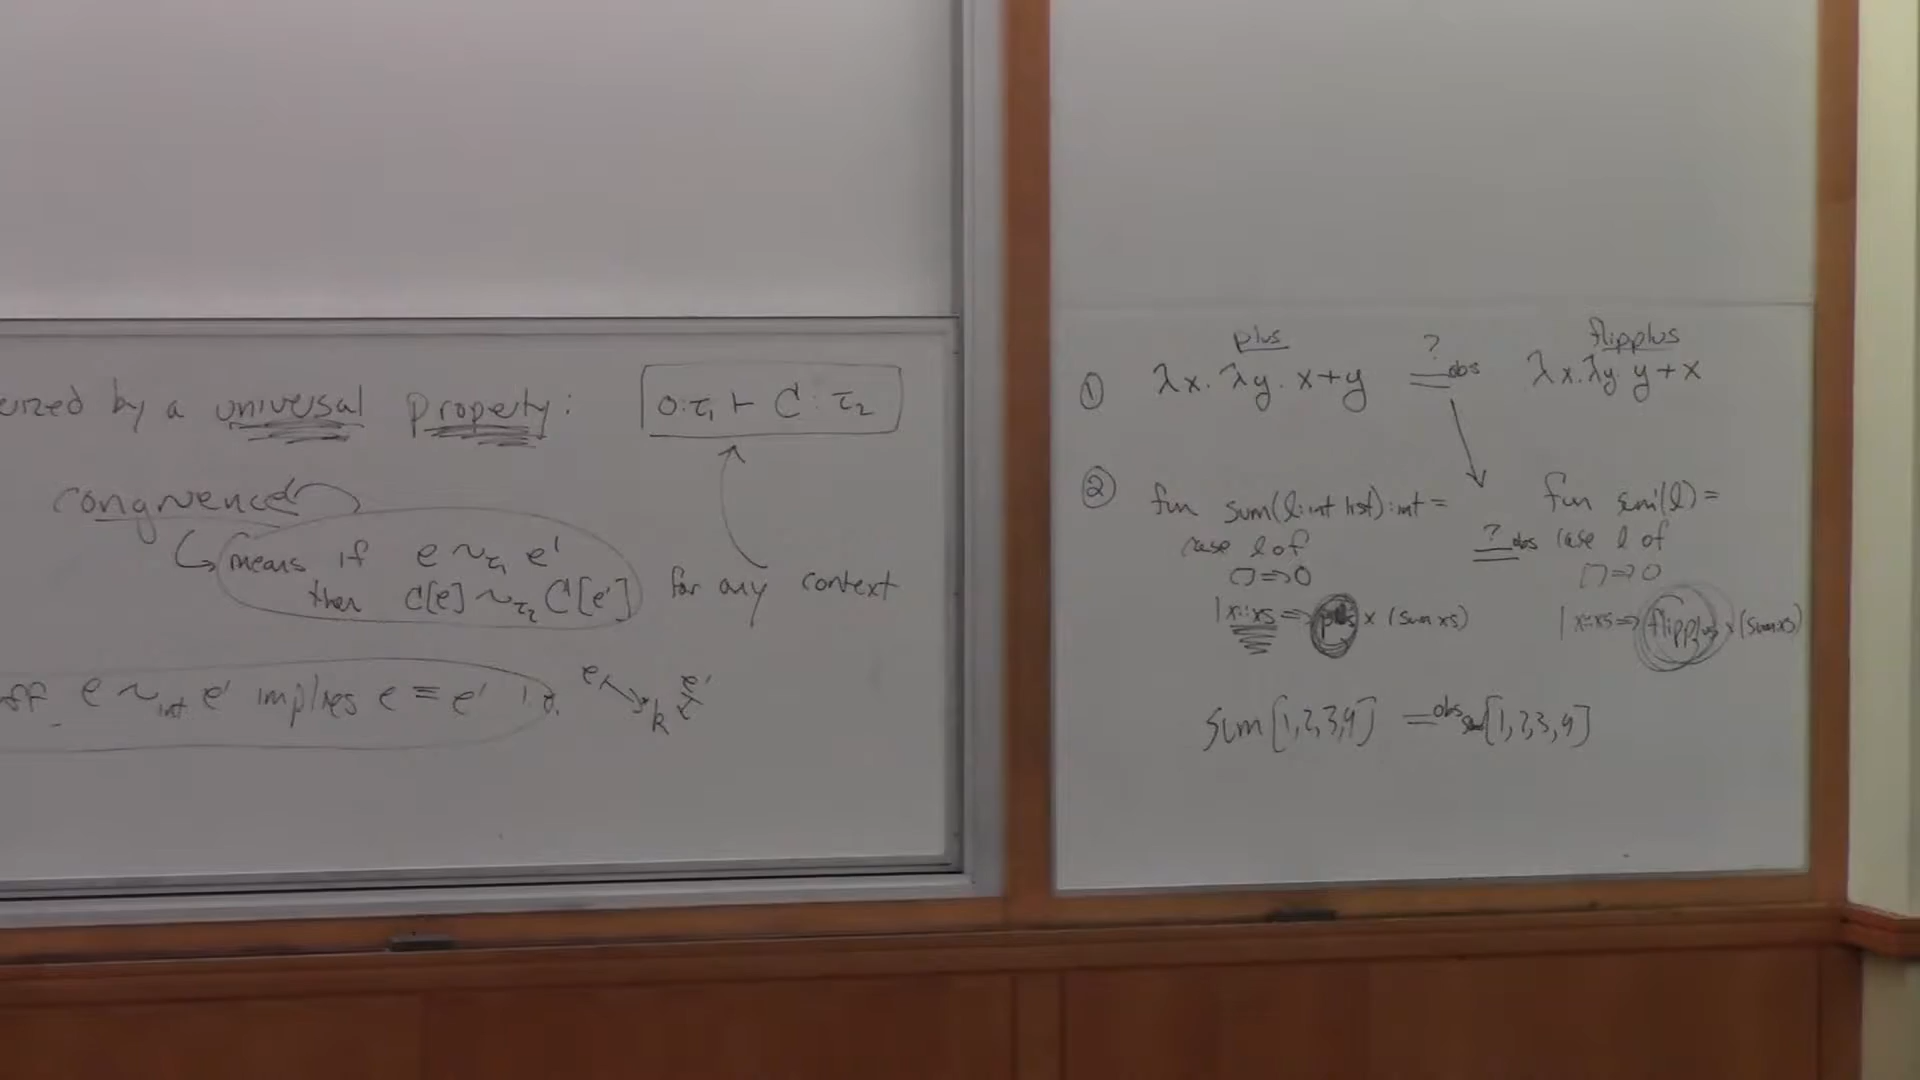 by a universal property: o:τ₁ ⊢ C : τ₂
congruence
means if e ~τ₁ e'
then C[e] ~τ₂ C[e'] for any context
iff e ~int e' implies e ≡ e' i.e. e ↘ k e'
plus ? flipplus
① λx. λy. x+y ≅obs λx. λy. y+x
② fun sum(l:int list):int = fun sum'(l) =
case l of ? obs case l of
[] => 0 [] => 0
| x::xs => plus x (sum xs) | x::xs => flipplus x (sum xs)
sum [1,2,3,4] =obs [1,2,3,4]